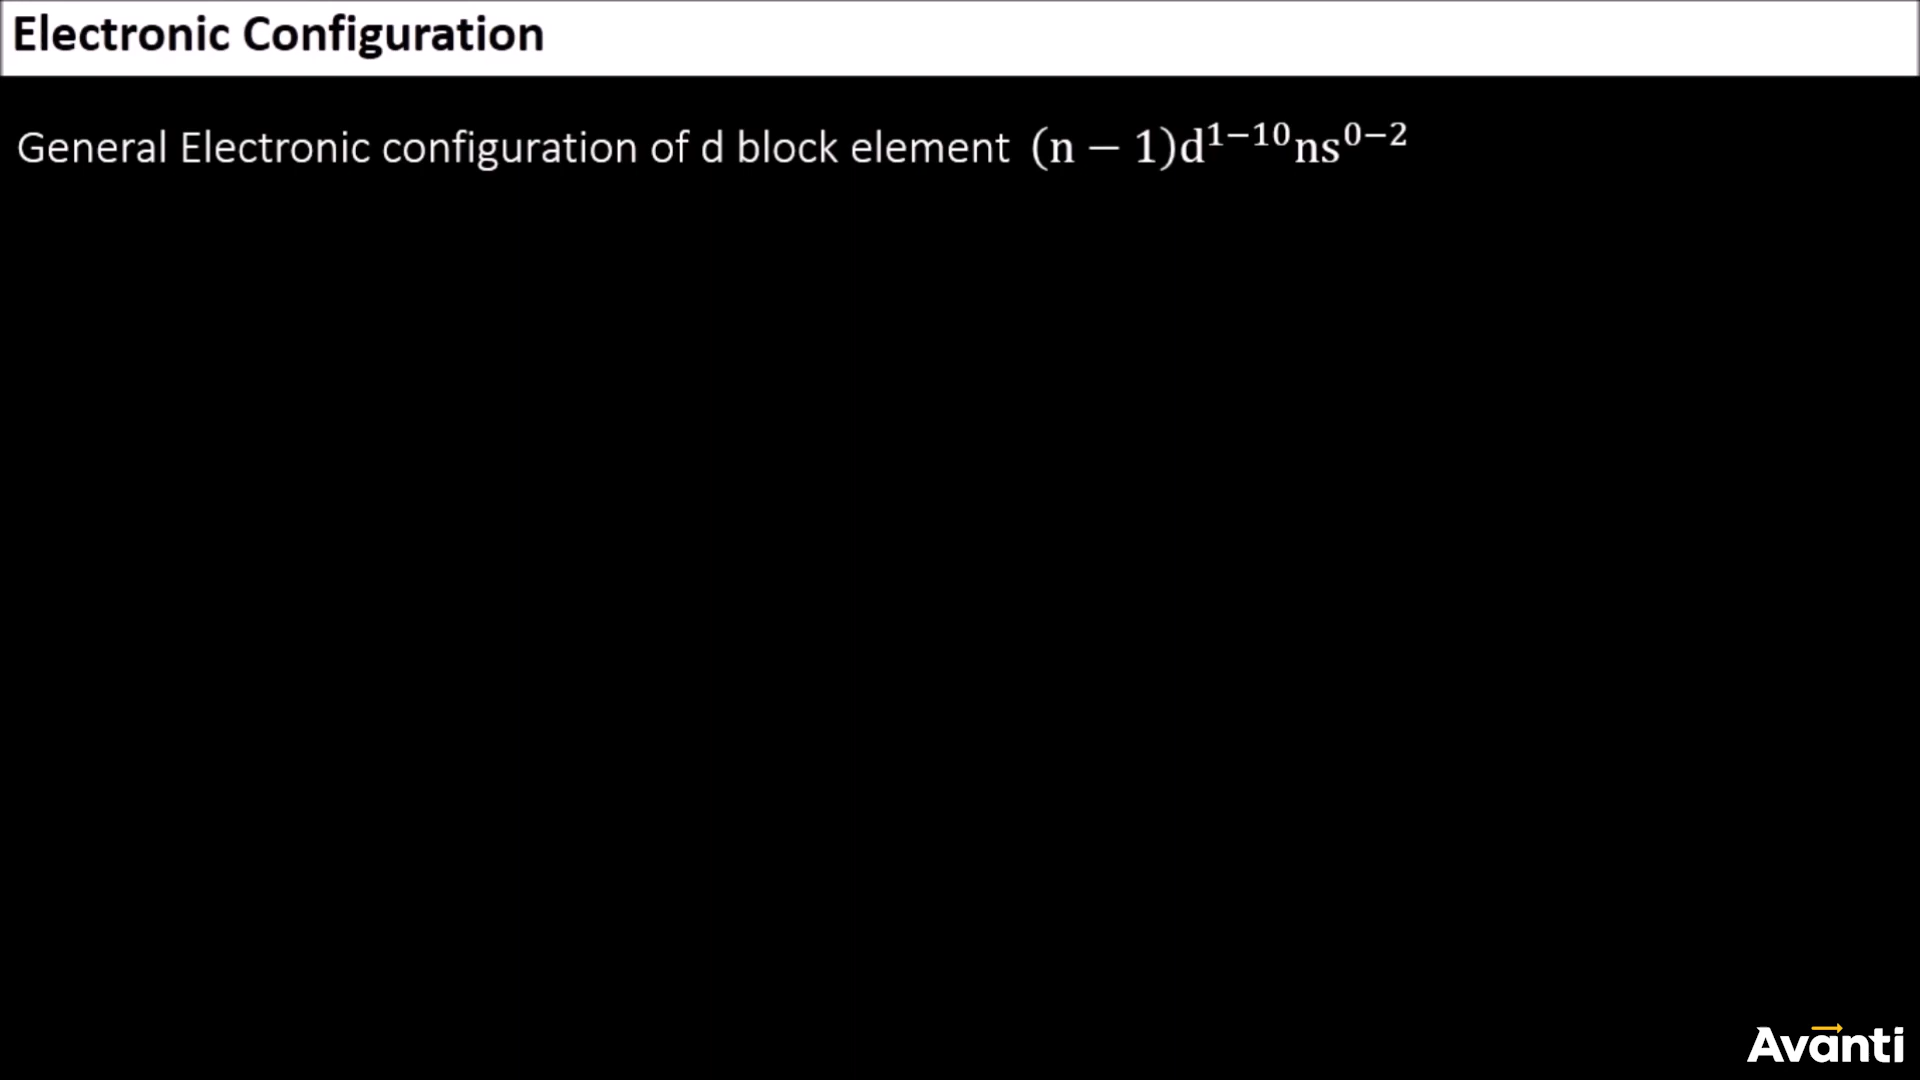 Electronic Configuration
General Electronic configuration of d block element (n − 1)d¹⁻¹⁰ns⁰⁻²
Avanti